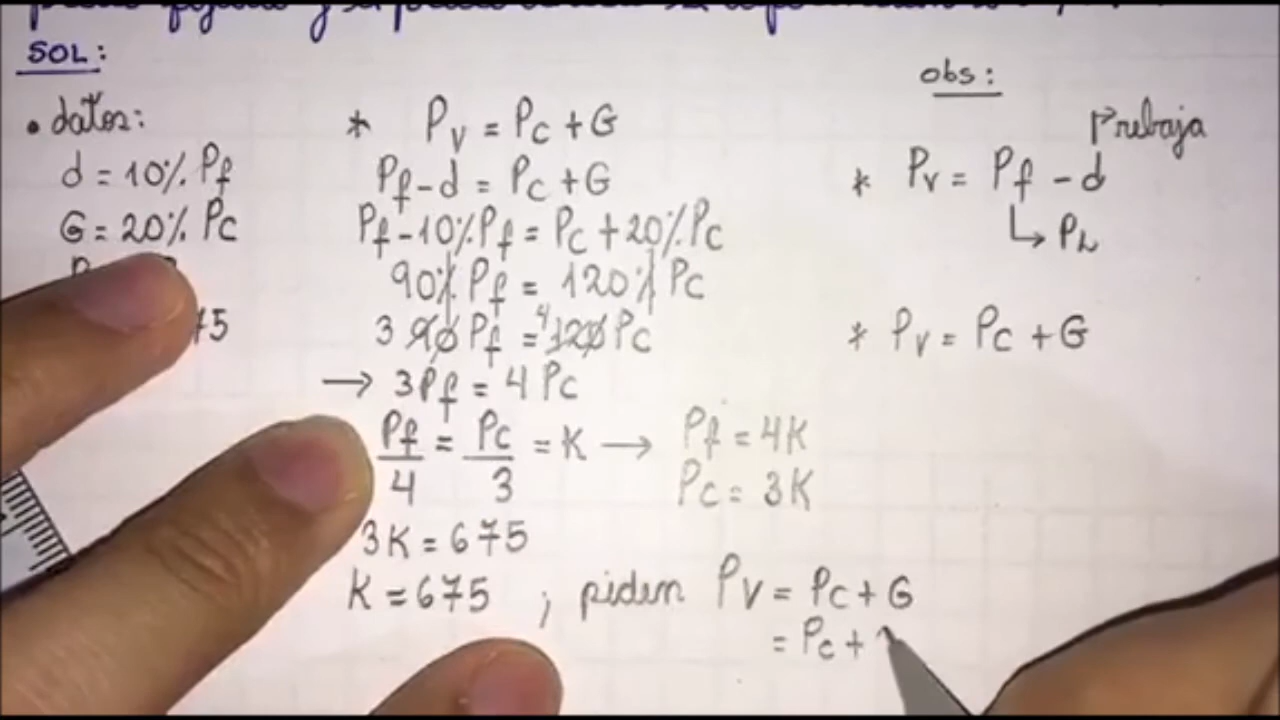 SOL:
• datos:
d = 10% Pf
G = 20% Pc
75
* Pv = Pc + G
Pf - d = Pc + G
Pf - 10% Pf = Pc + 20% Pc
90% Pf = 120% Pc
3 90 Pf = 4 120 Pc
→ 3Pf = 4 Pc
Pf/4 = Pc/3 = K → Pf = 4K
Pc = 3K
3K = 675
K = 675 ; piden Pv = Pc + G
= Pc +
obs:
rebaja
* Pv = Pf - d
↳ PL
* Pv = Pc + G